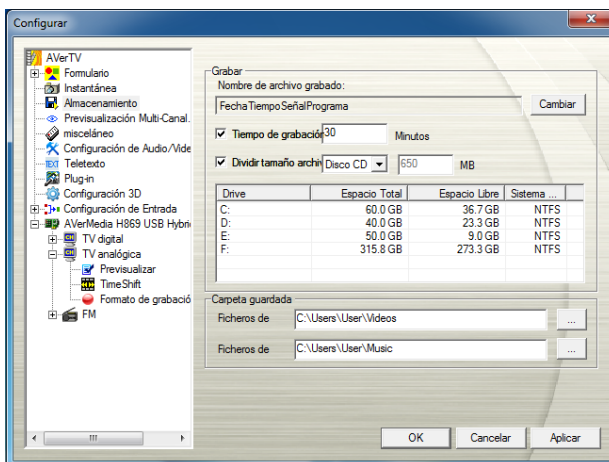 Configurar
AVerTV
Formulario
Instantánea
Almacenamiento
Previsualización Multi-Canal.
misceláneo
Configuración de Audio/Vide
TEXT Teletexto
Plug-in
Configuración 3D
Configuración de Entrada
AVerMedia H869 USB Hybri
TV digital
TV analógica
Previsualizar
TimeShift
Formato de grabació
FM
Grabar
Nombre de archivo grabado:
FechaTiempoSeñalPrograma Cambiar
Tiempo de grabación 30 Minutos
Dividir tamaño archi Disco CD 650 MB
Drive Espacio Total Espacio Libre Sistema ...
C: 60.0 GB 36.7 GB NTFS
D: 40.0 GB 23.3 GB NTFS
E: 50.0 GB 9.0 GB NTFS
F: 315.8 GB 273.3 GB NTFS
Carpeta guardada
Ficheros de C:\Users\User\Videos ...
Ficheros de C:\Users\User\Music ...
OK Cancelar Aplicar